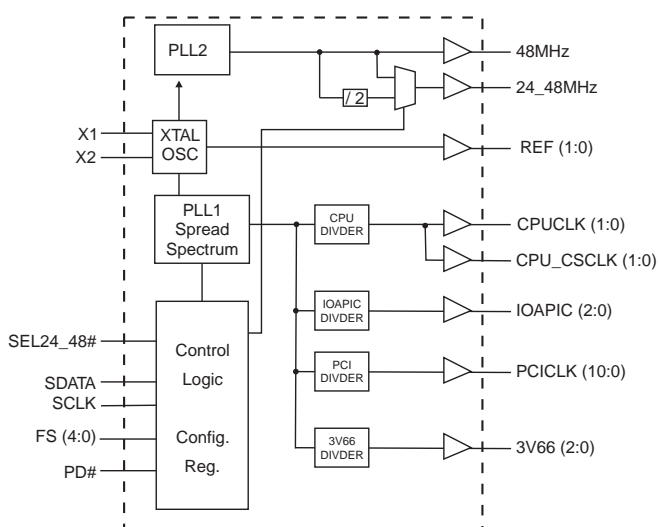 PLL2
48MHz
/ 2
24_48MHz
X1
X2
XTAL
OSC
REF (1:0)
PLL1
Spread
Spectrum
CPU
DIVDER
CPUCLK (1:0)
CPU_CSCLK (1:0)
IOAPIC
DIVDER
IOAPIC (2:0)
SEL24_48#
SDATA
SCLK
FS (4:0)
PD#
Control
Logic
Config.
Reg.
PCI
DIVDER
PCICLK (10:0)
3V66
DIVDER
3V66 (2:0)